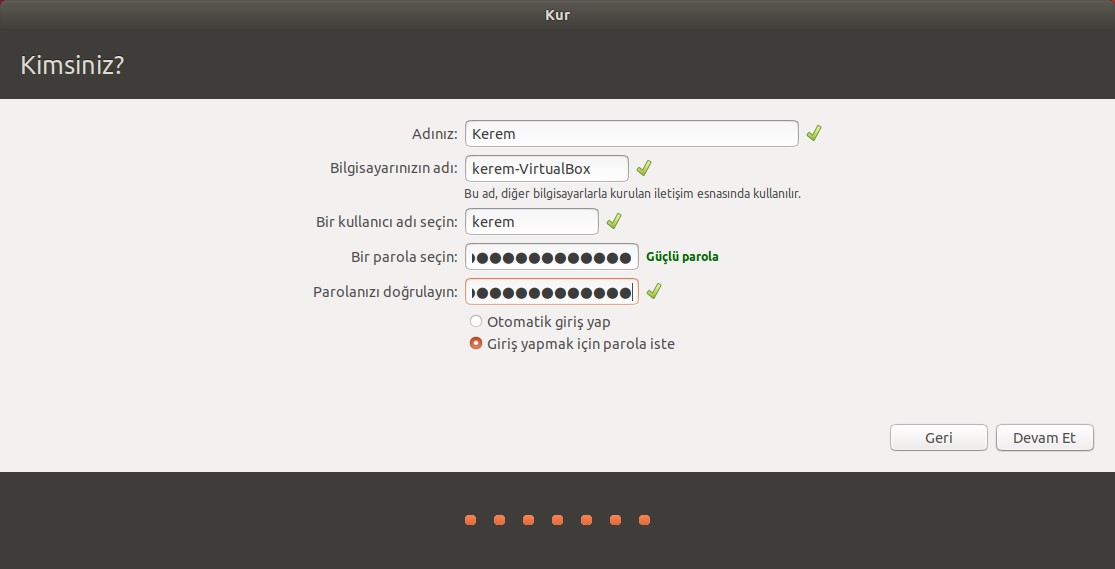 Kur
Kimsiniz?
Adınız: Kerem
Bilgisayarınızın adı: kerem-VirtualBox
Bu ad, diğer bilgisayarlarla kurulan iletişim esnasında kullanılır.
Bir kullanıcı adı seçin: kerem
Bir parola seçin: Güçlü parola
Parolanızı doğrulayın:
Otomatik giriş yap
Giriş yapmak için parola iste
Geri Devam Et